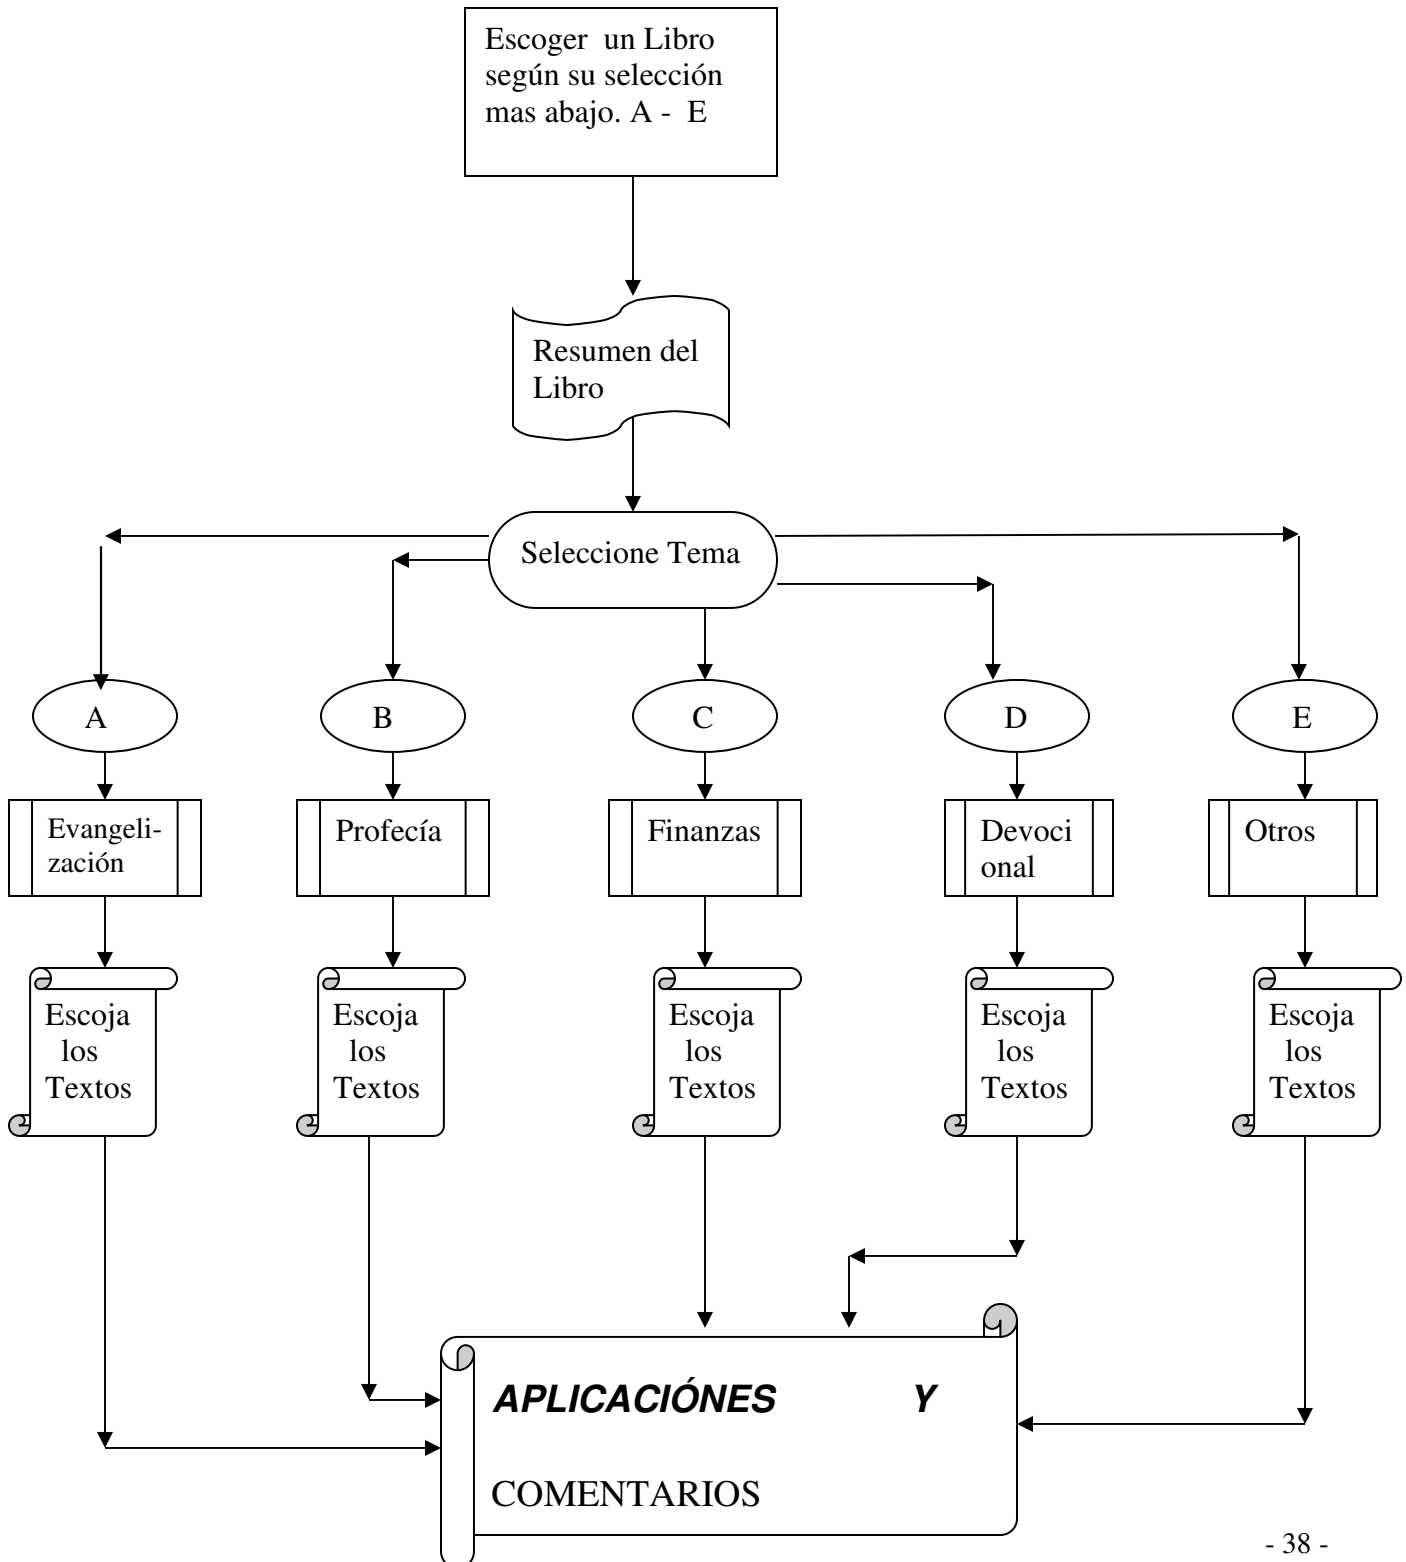 Escoger  un Libro
según su selección
mas abajo. A -  E
Resumen del
Libro
Seleccione Tema
A
B
C
D
E
Evangeli-
zación
Profecía
Finanzas
Devoci
onal
Otros
Escoja
los
Textos
Escoja
los
Textos
Escoja
los
Textos
Escoja
los
Textos
Escoja
los
Textos
APLICACIÓNES Y
COMENTARIOS
- 38 -